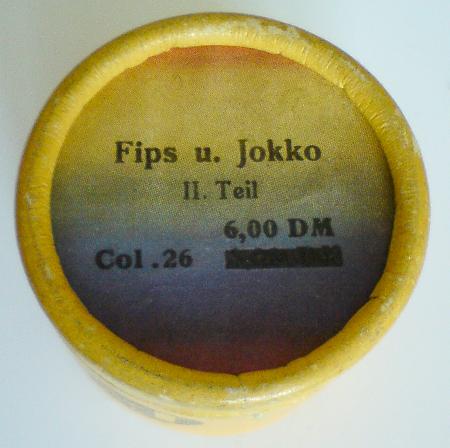 Fips u. Jokko
II. Teil
6,00 DM
Col.26